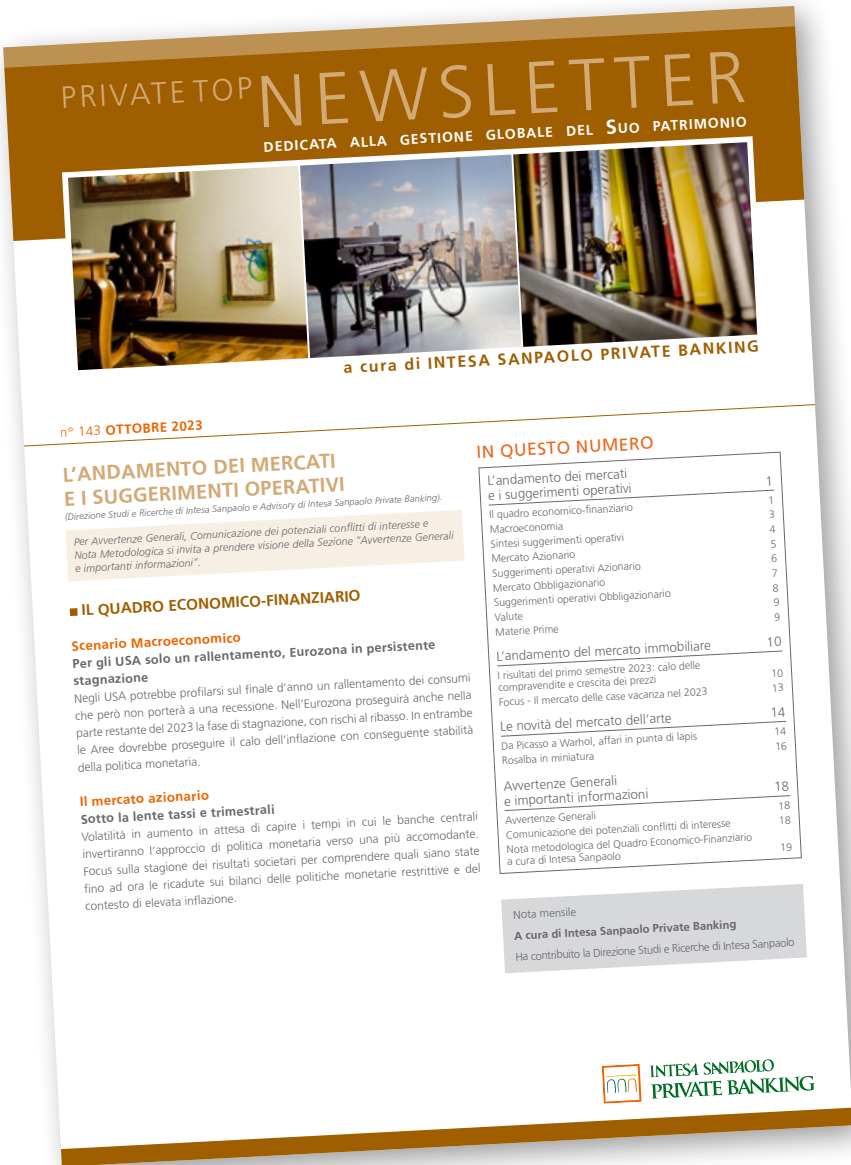 PRIVATE TOP NEWSLETTER
DEDICATA ALLA GESTIONE GLOBALE DEL SUO PATRIMONIO
a cura di INTESA SANPAOLO PRIVATE BANKING
n° 143 OTTOBRE 2023
L'ANDAMENTO DEI MERCATI
E I SUGGERIMENTI OPERATIVI
(Direzione Studi e Ricerche di Intesa Sanpaolo e Advisory di Intesa Sanpaolo Private Banking).
Per Avvertenze Generali, Comunicazione dei potenziali conflitti di interesse e
Nota Metodologica si invita a prendere visione della Sezione "Avvertenze Generali
e importanti informazioni".
■ IL QUADRO ECONOMICO-FINANZIARIO
Scenario Macroeconomico
Per gli USA solo un rallentamento, Eurozona in persistente
stagnazione
Negli USA potrebbe profilarsi sul finale d'anno un rallentamento dei consumi
che però non porterà a una recessione. Nell'Eurozona proseguirà anche nella
parte restante del 2023 la fase di stagnazione, con rischi al ribasso. In entrambe
le Aree dovrebbe proseguire il calo dell'inflazione con conseguente stabilità
della politica monetaria.
Il mercato azionario
Sotto la lente tassi e trimestrali
Volatilità in aumento in attesa di capire i tempi in cui le banche centrali
invertiranno l'approccio di politica monetaria verso una più accomodante.
Focus sulla stagione dei risultati societari per comprendere quali siano state
fino ad ora le ricadute sui bilanci delle politiche monetarie restrittive e del
contesto di elevata inflazione.
IN QUESTO NUMERO
L'andamento dei mercati
e i suggerimenti operativi 1
Il quadro economico-finanziario 1
Macroeconomia 3
Sintesi suggerimenti operativi 4
Mercato Azionario 5
Suggerimenti operativi Azionario 6
Mercato Obbligazionario 7
Suggerimenti operativi Obbligazionario 8
Valute 9
Materie Prime 9
L'andamento del mercato immobiliare 10
I risultati del primo semestre 2023: calo delle
compravendite e crescita dei prezzi 10
Focus - Il mercato delle case vacanza nel 2023 13
Le novità del mercato dell'arte 14
Da Picasso a Warhol, affari in punta di lapis 14
Rosalba in miniatura 16
Avvertenze Generali
e importanti informazioni 18
Avvertenze Generali 18
Comunicazione dei potenziali conflitti di interesse 18
Nota metodologica del Quadro Economico-Finanziario
a cura di Intesa Sanpaolo 19
Nota mensile
A cura di Intesa Sanpaolo Private Banking
Ha contribuito la Direzione Studi e Ricerche di Intesa Sanpaolo
INTESA SANPAOLO
PRIVATE BANKING